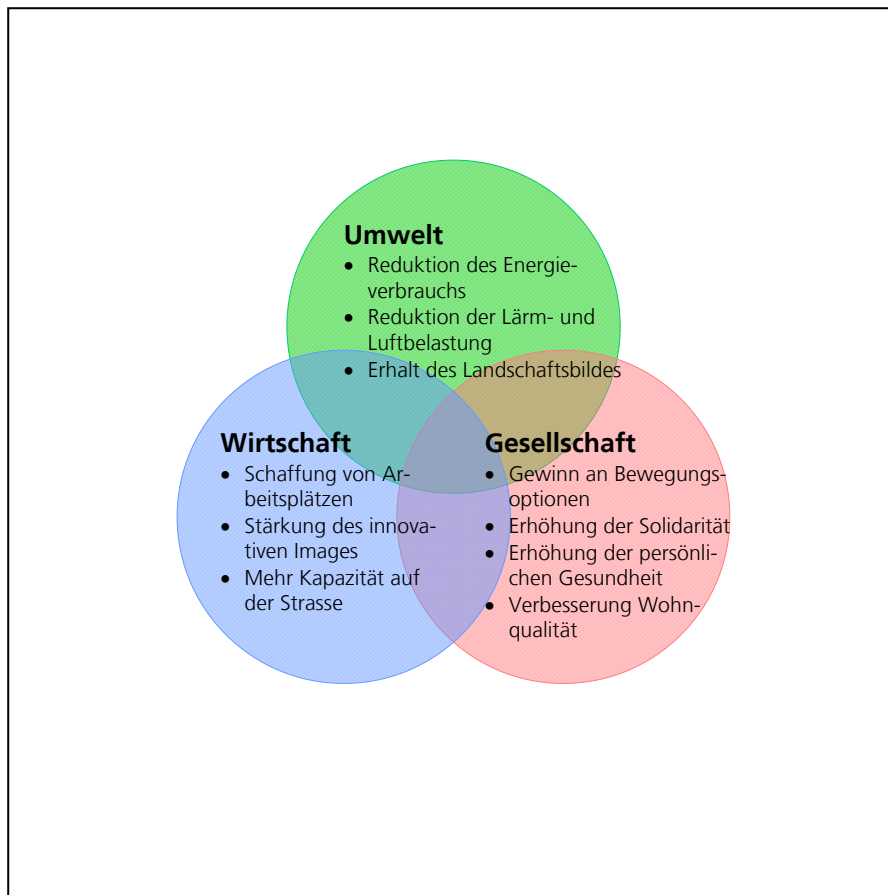 Umwelt
• Reduktion des Energie-
verbrauchs
• Reduktion der Lärm- und
Luftbelastung
• Erhalt des Landschaftsbildes
Wirtschaft
• Schaffung von Ar-
beitsplätzen
• Stärkung des innova-
tiven Images
• Mehr Kapazität auf
der Strasse
Gesellschaft
• Gewinn an Bewegungs-
optionen
• Erhöhung der Solidarität
• Erhöhung der persönli-
chen Gesundheit
• Verbesserung Wohn-
qualität